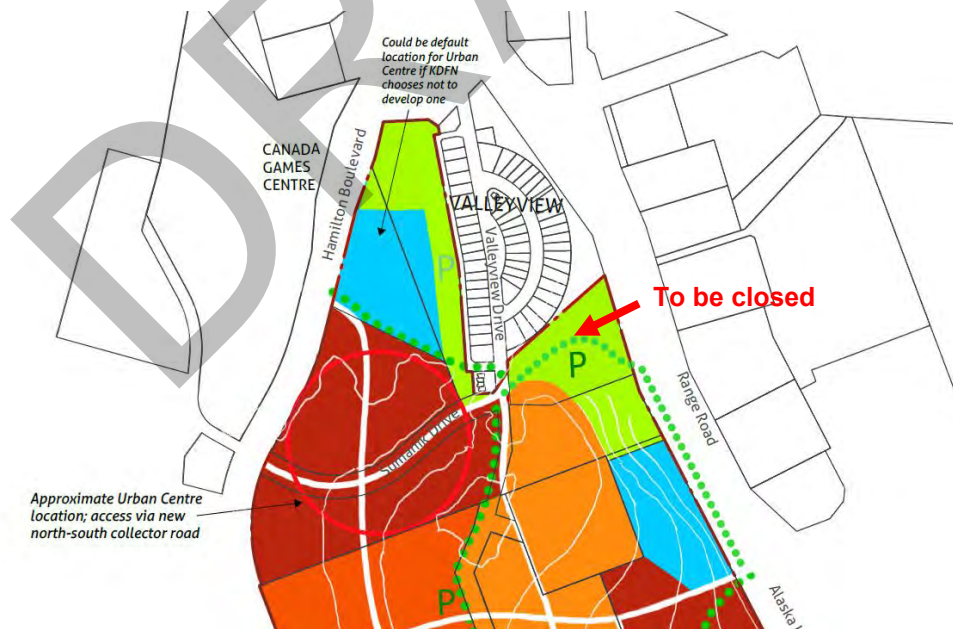 DRA
Could be default
location for Urban
Centre if KDFN
chooses not to
develop one
CANADA
GAMES
CENTRE
Hamilton Boulevard
VALLEYVIEW
Valleyview Drive
P
To be closed
P
Range Road
Sumanik Drive
Approximate Urban Centre
location; access via new
north-south collector road
P
Alaska